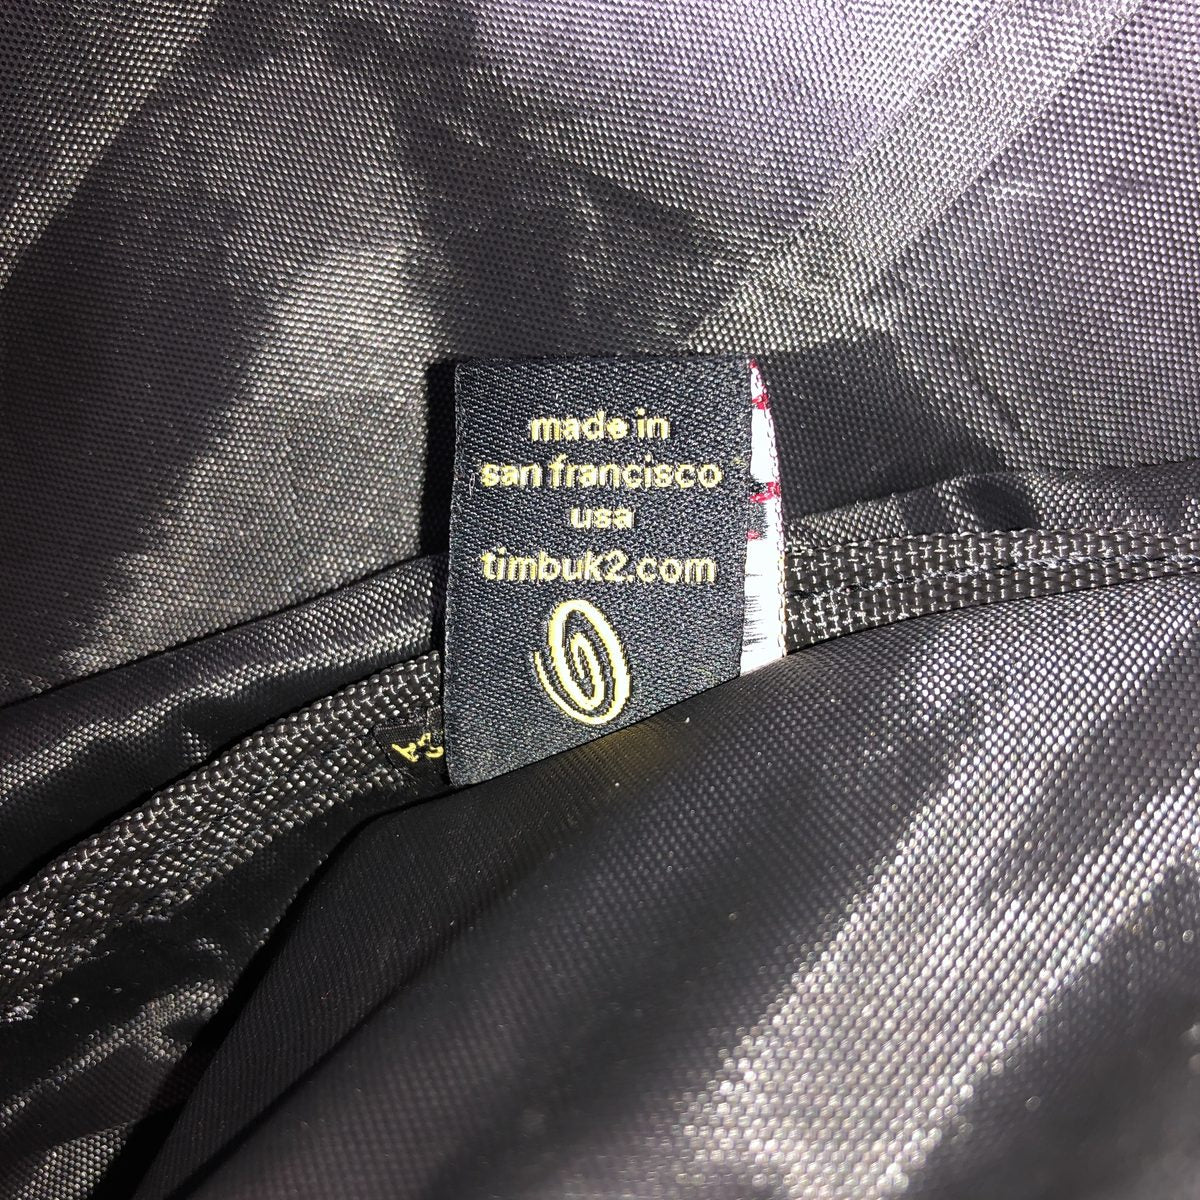 made in
san francisco
usa
timbuk2.com